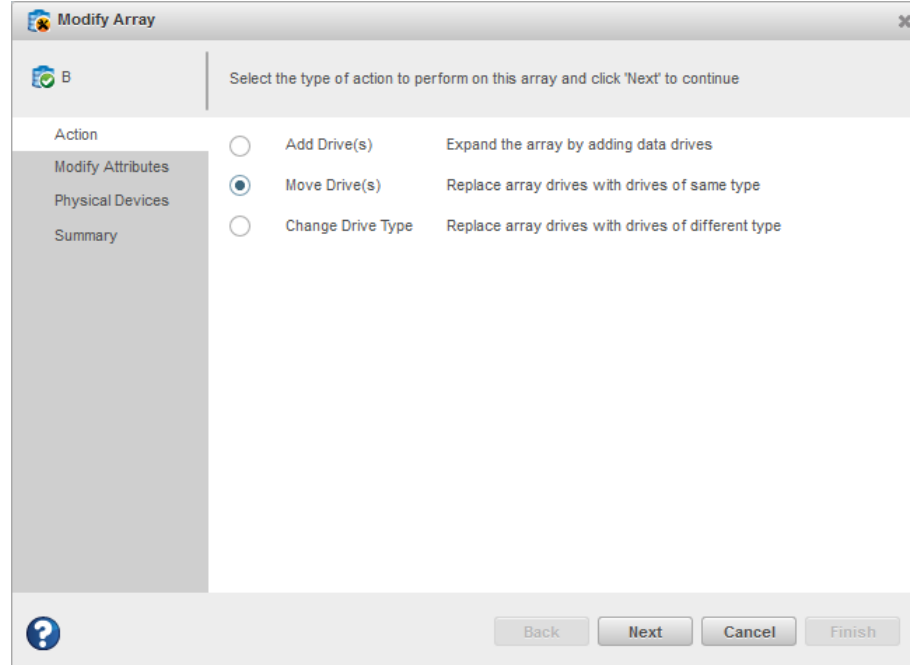 Modify Array
B
Select the type of action to perform on this array and click 'Next' to continue
Action
Modify Attributes
Physical Devices
Summary
Add Drive(s) Expand the array by adding data drives
Move Drive(s) Replace array drives with drives of same type
Change Drive Type Replace array drives with drives of different type
? Back Next Cancel Finish